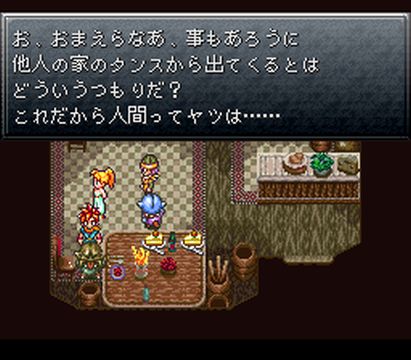 お、おまえらなあ、事もあろうに
他人の家のタンスから出てくるとは
どういうつもりだ？
これだから人間ってヤツは……